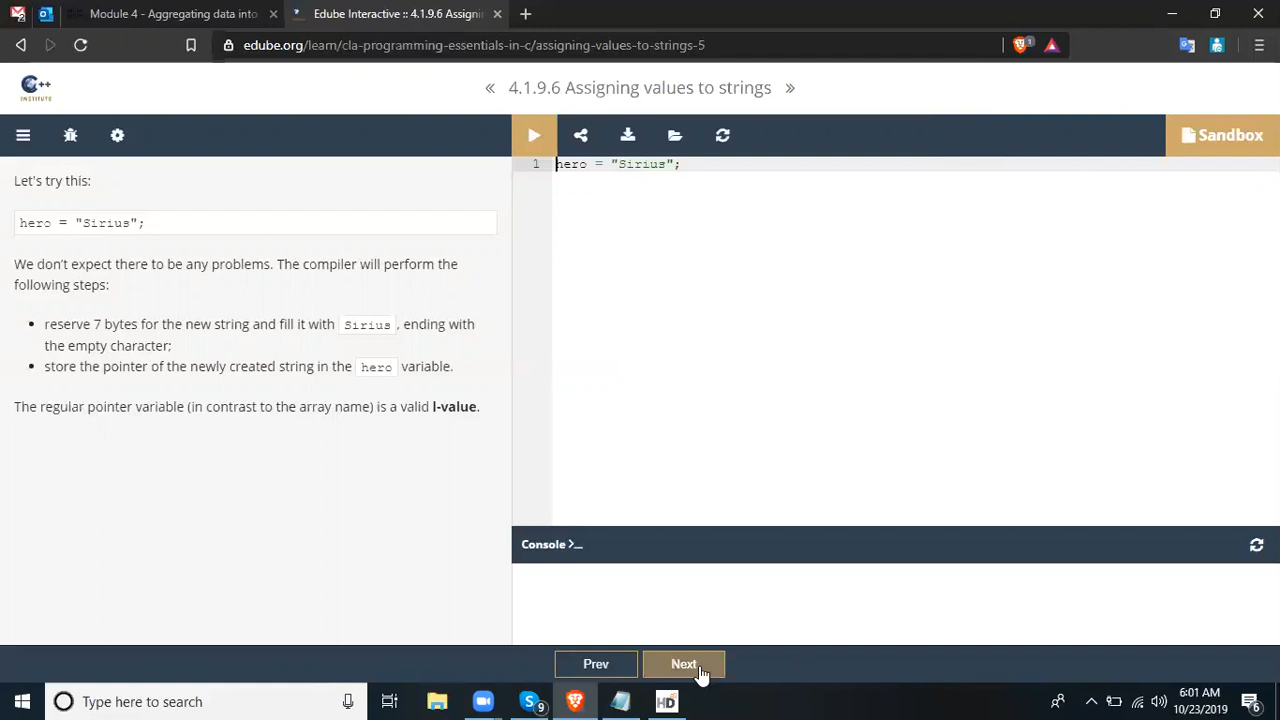 Module 4 - Aggregating data into
Edube Interactive :: 4.1.9.6 Assigni
edube.org/learn/cla-programming-essentials-in-c/assigning-values-to-strings-5
1
C++
INSTITUTE
« 4.1.9.6 Assigning values to strings »
Sandbox
Let's try this:
hero = "Sirius";
We don’t expect there to be any problems. The compiler will perform the
following steps:
• reserve 7 bytes for the new string and fill it with Sirius, ending with
the empty character;
• store the pointer of the newly created string in the hero variable.
The regular pointer variable (in contrast to the array name) is a valid l-value.
1 hero = "Sirius";
Console >_
Prev
Next
Type here to search
9
HD
6:01 AM
10/23/2019
6